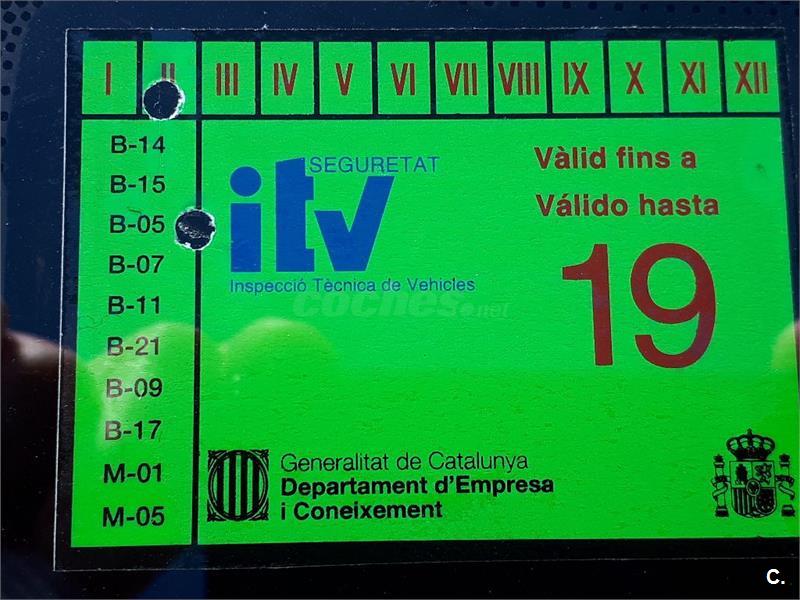 I II III IV V VI VII VIII IX X XI XII
B-14
B-15
B-05
B-07
B-11
B-21
B-09
B-17
M-01
M-05
SEGURETAT
itv
Inspecció Tècnica de Vehicles
coches.net
Vàlid fins a
Válido hasta
19
Generalitat de Catalunya
Departament d'Empresa
i Coneixement
C.